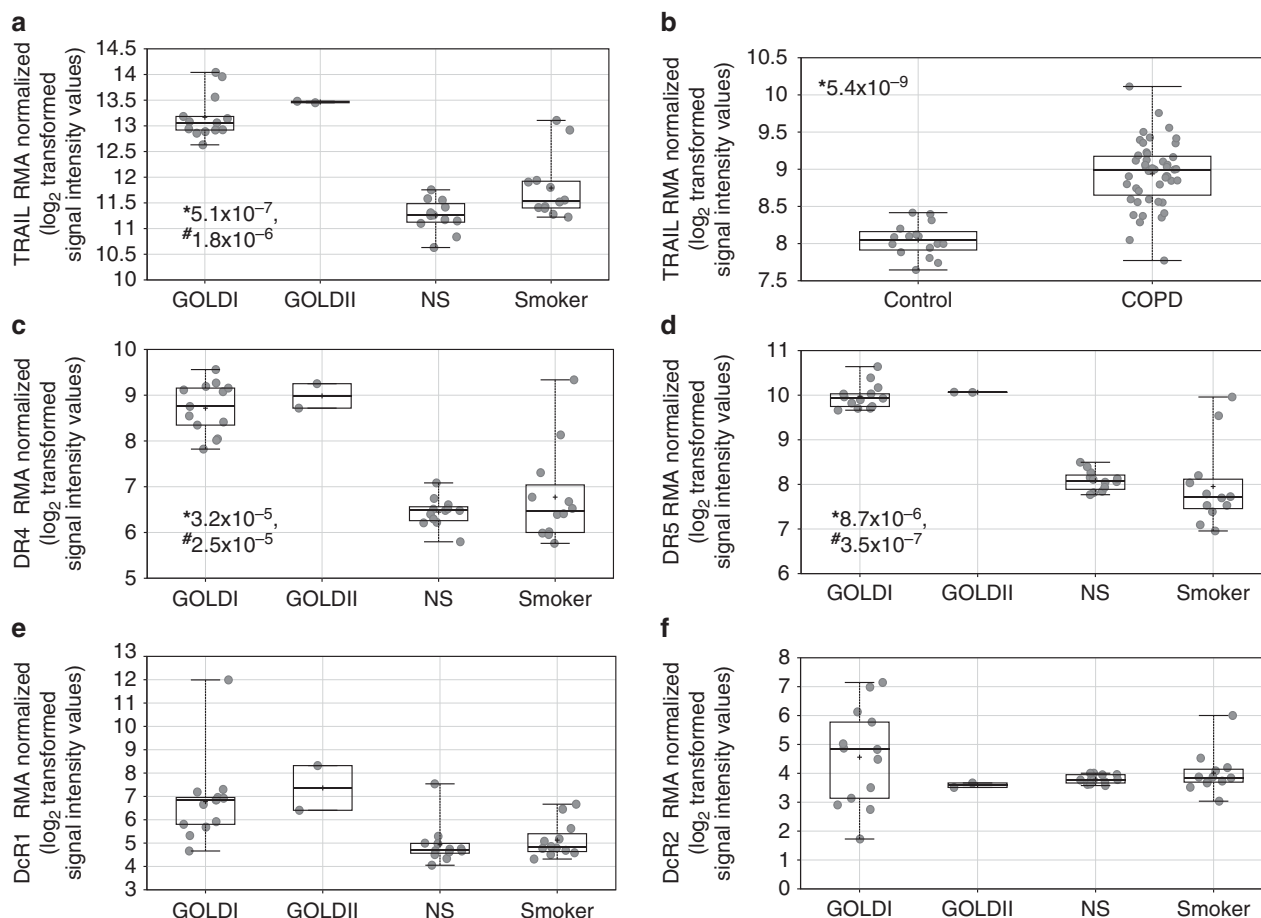 a
TRAIL RMA normalized
(log2 transformed
signal intensity values)
14.5
14
13.5
13
12.5
12
11.5
11
10.5
10
*5.1x10–7,
#1.8x10–6
GOLDI GOLDII NS Smoker
b
TRAIL RMA normalized
(log2 transformed
signal intensity values)
10.5
10
9.5
9
8.5
8
7.5
*5.4x10–9
Control COPD
c
DR4 RMA normalized
(log2 transformed
signal intensity values)
10
9
8
7
6
5
*3.2x10–5,
#2.5x10–5
GOLDI GOLDII NS Smoker
d
DR5 RMA normalized
(log2 transformed
signal intensity values)
11
10
9
8
7
6
*8.7x10–6,
#3.5x10–7
GOLDI GOLDII NS Smoker
e
DcR1 RMA normalized
(log2 transformed
signal intensity values)
13
12
11
10
9
8
7
6
5
4
3
GOLDI GOLDII NS Smoker
f
DcR2 RMA normalized
(log2 transformed
signal intensity values)
8
7
6
5
4
3
2
1
0
GOLDI GOLDII NS Smoker